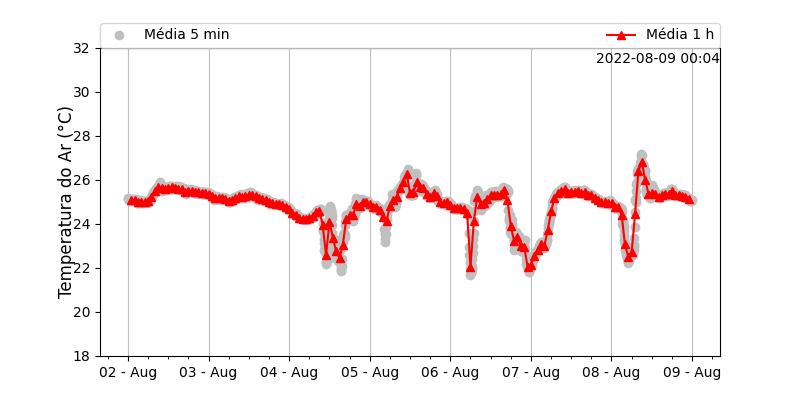 Média 5 min
Média 1 h
2022-08-09 00:04
Temperatura do Ar (°C)
32
30
28
26
24
22
20
18
02 - Aug
03 - Aug
04 - Aug
05 - Aug
06 - Aug
07 - Aug
08 - Aug
09 - Aug